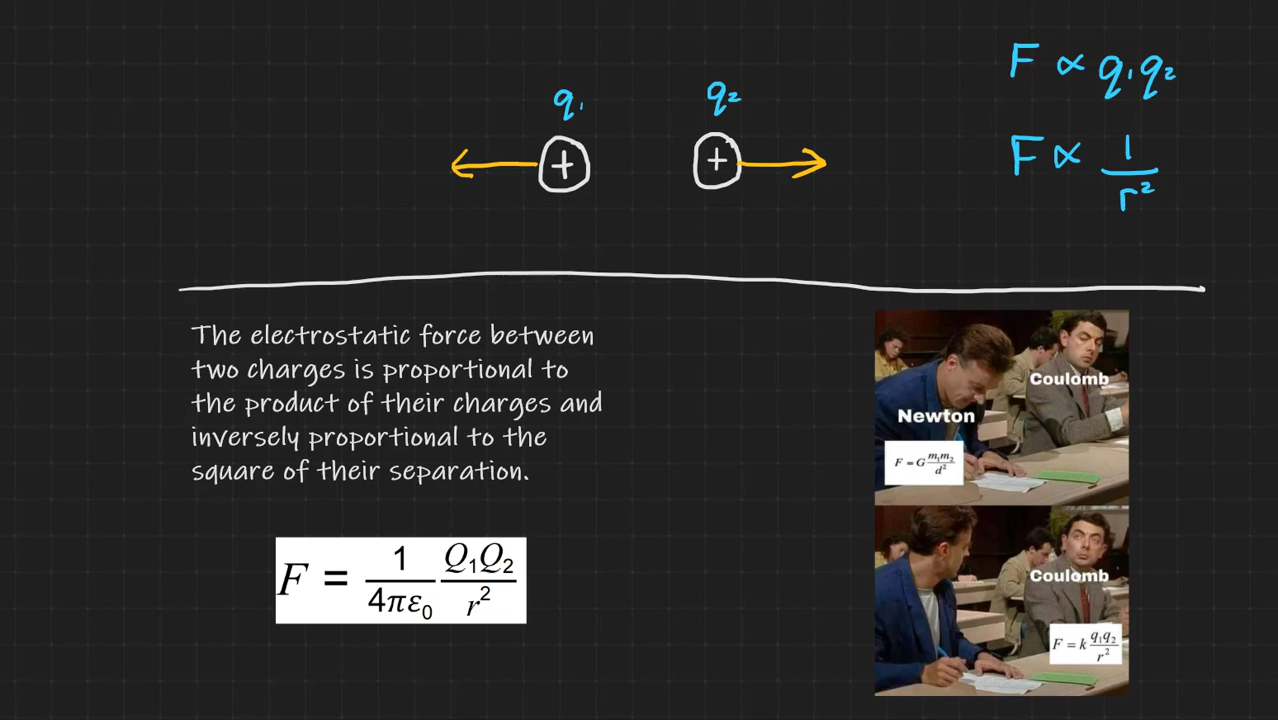 q₁ q₂
+ +
F ∝ q₁q₂
F ∝ 1/r²
The electrostatic force between
two charges is proportional to
the product of their charges and
inversely proportional to the
square of their separation.
F = 1/4πε₀ Q₁Q₂/r²
Coulomb
Newton
F = G m₁m₂/d²
Coulomb
F = k q₁q₂/r²